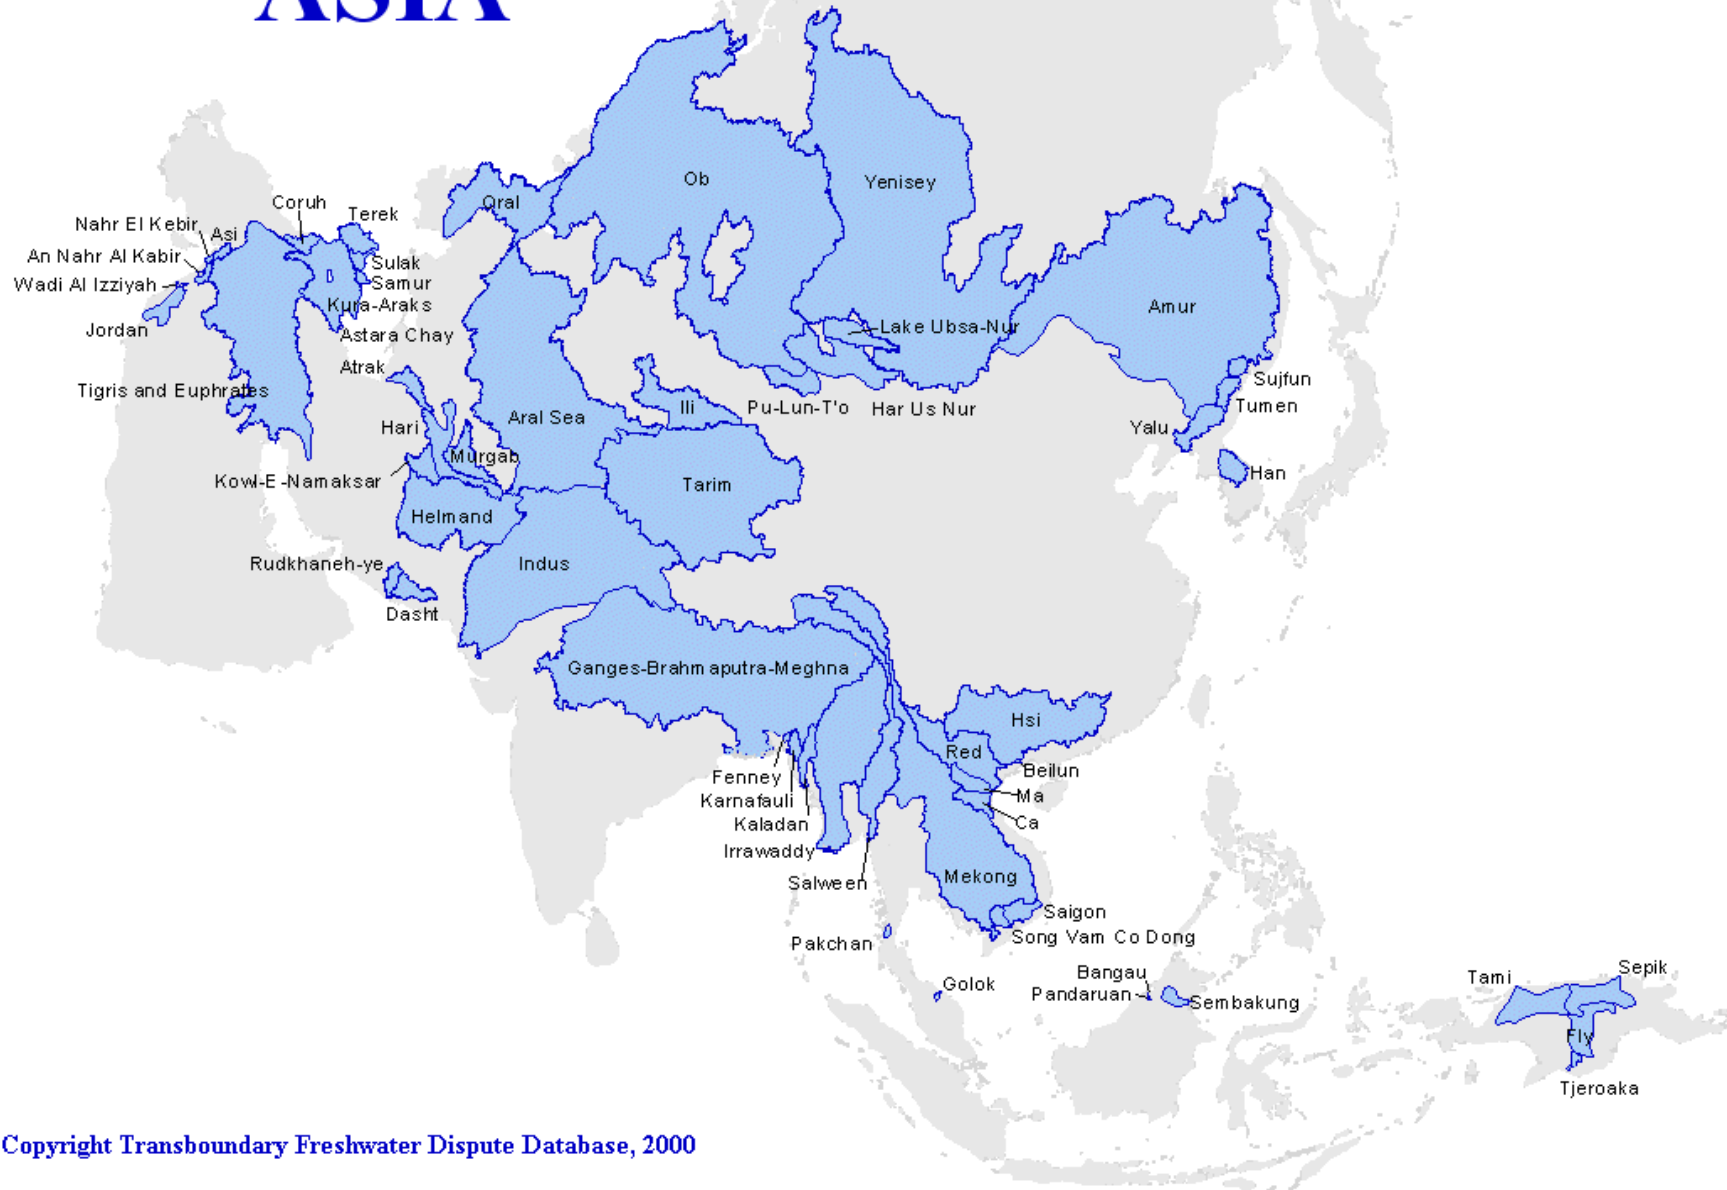 ASIA
Ob
Yenisey
Oral
Coruh
Terek
Nahr El Kebir
Asi
An Nahr Al Kabir
Sulak
Wadi Al Izziyah
Samur
Kura-Araks
Amur
Jordan
Lake Ubsa-Nur
Astara Chay
Atrak
Sujfun
Tigris and Euphrates
Ili
Pu-Lun-T'o
Har Us Nur
Tumen
Aral Sea
Hari
Yalu
Murgab
Han
Kowl-E-Namaksar
Tarim
Helmand
Rudkhaneh-ye
Indus
Dasht
Ganges-Brahmaputra-Meghna
Hsi
Red
Beilun
Fenney
Ma
Karnafauli
Kaladan
Ca
Irrawaddy
Mekong
Salween
Saigon
Pakchan
Song Vam Co Dong
Bangau
Sepik
Tami
Golok
Pandaruan
Sembakung
Fly
Tjeroaka
Copyright Transboundary Freshwater Dispute Database, 2000